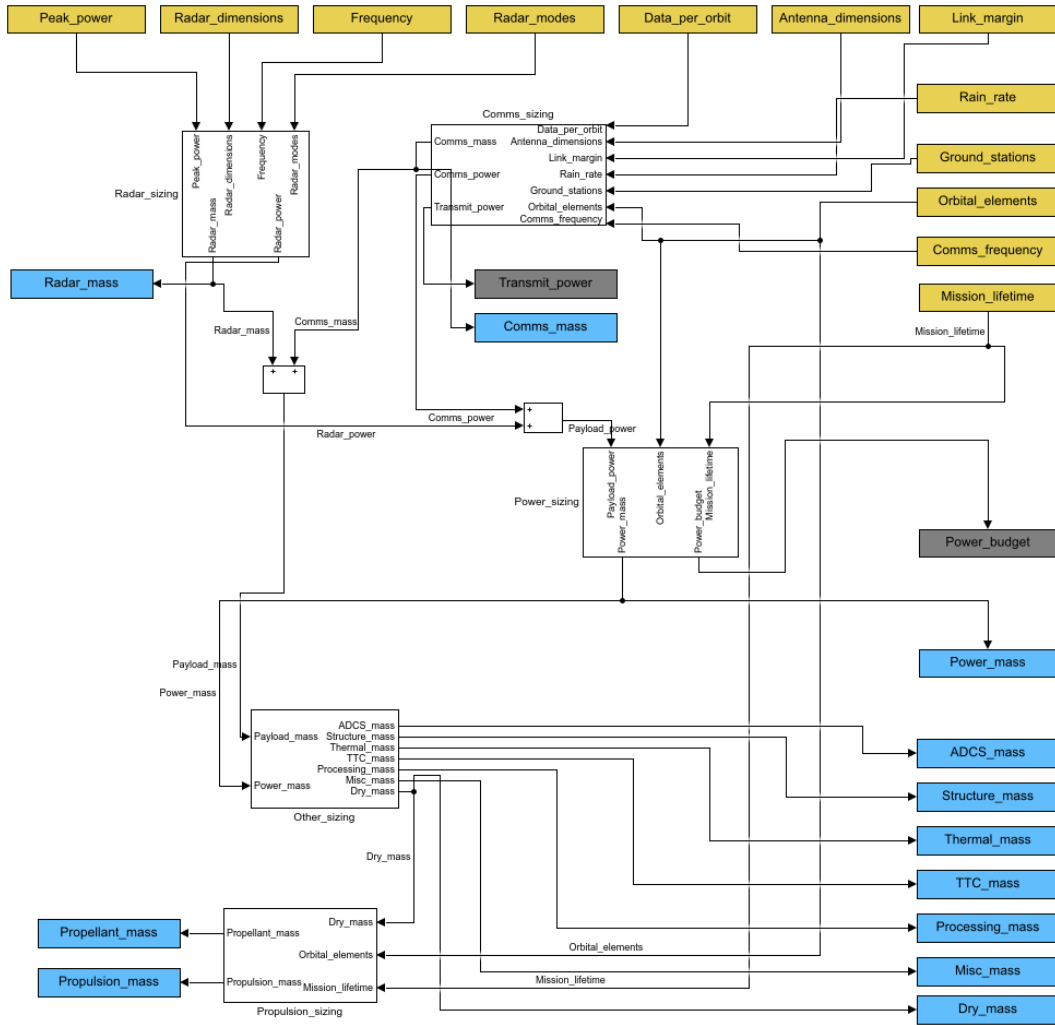 Peak_power
Radar_dimensions
Frequency
Radar_modes
Data_per_orbit
Antenna_dimensions
Link_margin
Rain_rate
Ground_stations
Orbital_elements
Comms_frequency
Mission_lifetime
Mission_lifetime
Comms_sizing
Comms_mass
Comms_power
Transmit_power
Data_per_orbit
Antenna_dimensions
Link_margin
Rain_rate
Ground_stations
Orbital_elements
Comms_frequency
Radar_sizing
Peak_power
Radar_dimensions
Frequency
Radar_modes
Radar_mass
Radar_power
Radar_mass
Transmit_power
Comms_mass
Radar_mass
Comms_mass
+ +
Radar_power
Comms_power
+
+
Payload_power
Power_sizing
Payload_power
Orbital_elements
Mission_lifetime
Power_mass
Power_budget
Power_budget
Power_mass
Payload_mass
Power_mass
Payload_mass
Power_mass
ADCS_mass
Structure_mass
Thermal_mass
TTC_mass
Processing_mass
Misc_mass
Dry_mass
Other_sizing
ADCS_mass
Structure_mass
Thermal_mass
TTC_mass
Processing_mass
Misc_mass
Dry_mass
Dry_mass
Orbital_elements
Mission_lifetime
Propellant_mass
Propulsion_mass
Propellant_mass
Propulsion_mass
Dry_mass
Orbital_elements
Mission_lifetime
Propulsion_sizing